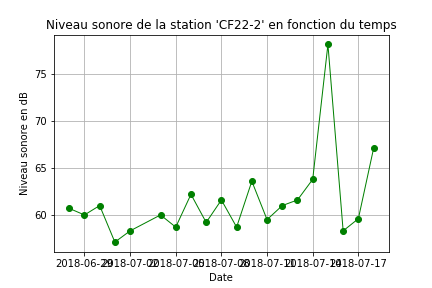 Niveau sonore de la station 'CF22-2' en fonction du temps
Niveau sonore en dB
75
70
65
60
2018-06-29 2018-07-02 2018-07-05 2018-07-08 2018-07-11 2018-07-14 2018-07-17
Date